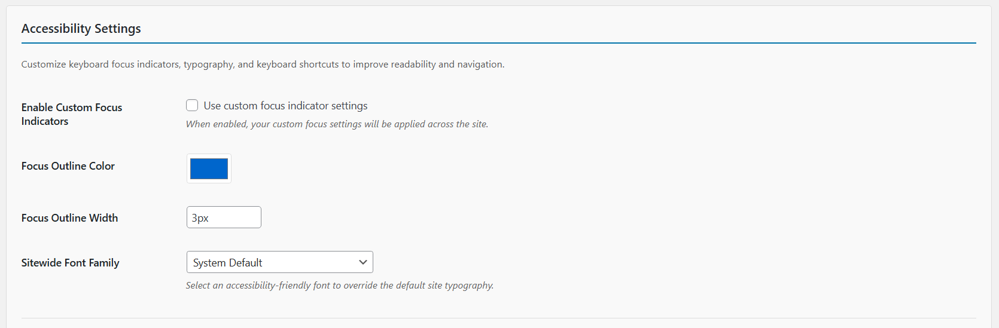 Accessibility Settings
Customize keyboard focus indicators, typography, and keyboard shortcuts to improve readability and navigation.
Enable Custom Focus
Indicators
Use custom focus indicator settings
When enabled, your custom focus settings will be applied across the site.
Focus Outline Color
Focus Outline Width
3px
Sitewide Font Family
System Default
Select an accessibility-friendly font to override the default site typography.